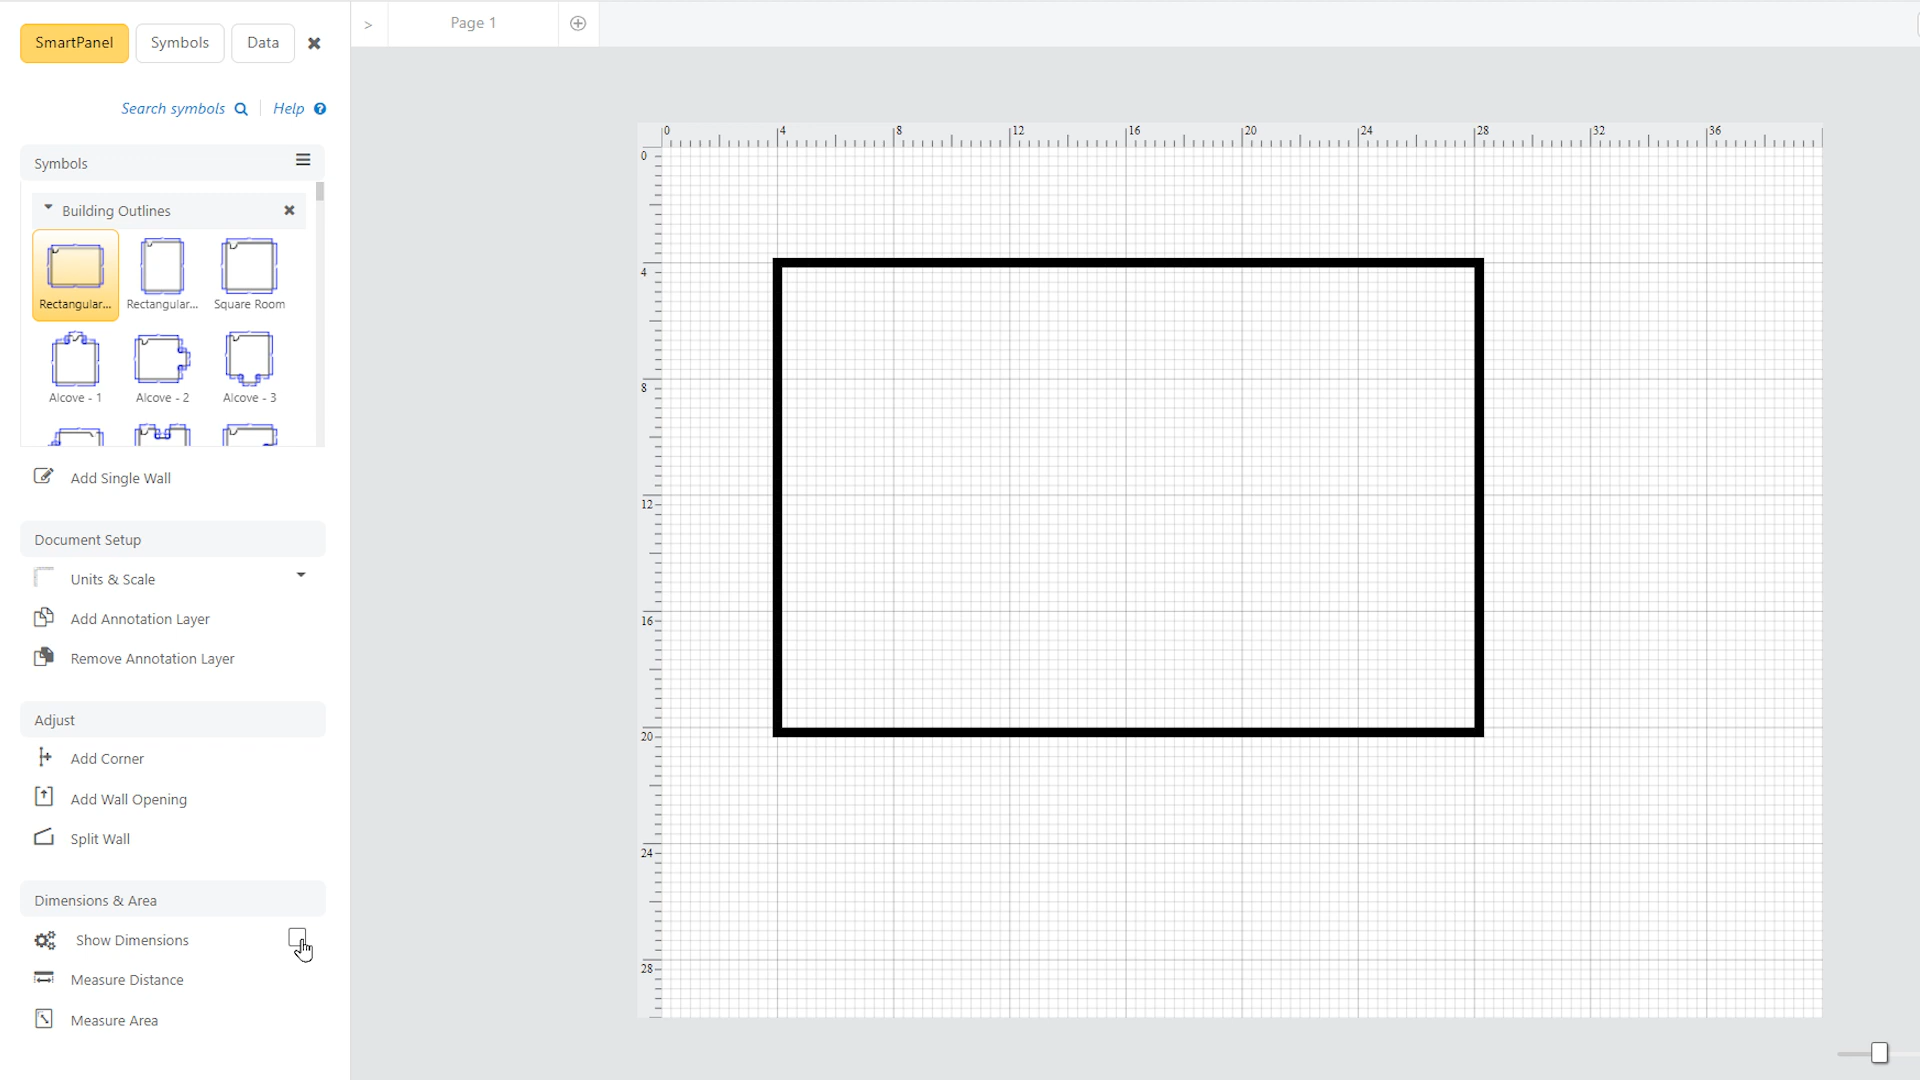 SmartPanel Symbols Data
> Page 1
Search symbols Help ?
Symbols
Building Outlines
Rectangular... Rectangular... Square Room
Alcove - 1 Alcove - 2 Alcove - 3
Add Single Wall
Document Setup
Units & Scale
Add Annotation Layer
Remove Annotation Layer
Adjust
Add Corner
Add Wall Opening
Split Wall
Dimensions & Area
Show Dimensions
Measure Distance
Measure Area
0 4 8 12 16 20 24 28 32 36
0
4
8
12
16
20
24
28